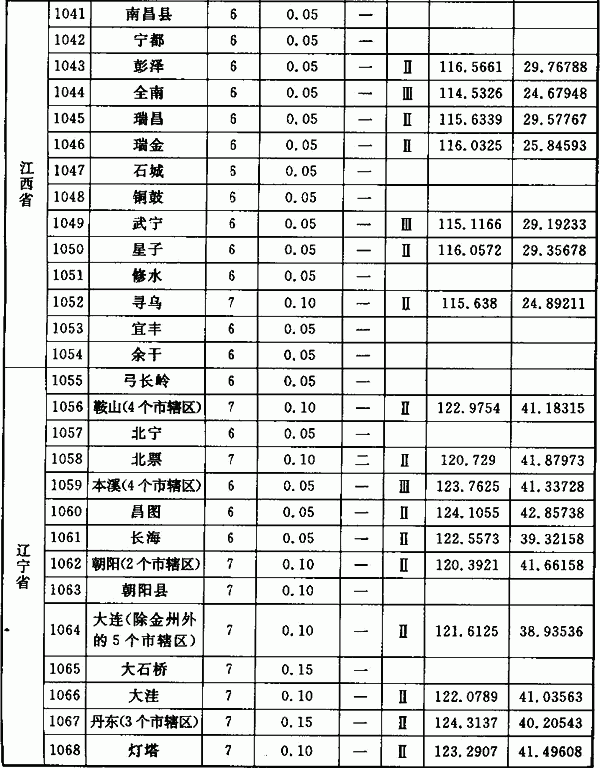 江西省
1041 南昌县 6 0.05 一
1042 宁都 6 0.05 一
1043 彭泽 6 0.05 一 Ⅱ 116.5661 29.76788
1044 全南 6 0.05 一 Ⅲ 114.5326 24.67948
1045 瑞昌 6 0.05 一 Ⅱ 115.6339 29.57767
1046 瑞金 6 0.05 一 Ⅱ 116.0325 25.84593
1047 石城 6 0.05 一
1048 铜鼓 6 0.05 一
1049 武宁 6 0.05 一 Ⅲ 115.1166 29.19233
1050 星子 6 0.05 一 Ⅱ 116.0572 29.35678
1051 修水 6 0.05 一
1052 寻乌 7 0.10 一 Ⅱ 115.638 24.89211
1053 宜丰 6 0.05 一
1054 余干 6 0.05 一
辽宁省
1055 弓长岭 6 0.05 一
1056 鞍山(4个市辖区) 7 0.10 一 Ⅱ 122.9754 41.18315
1057 北宁 6 0.05 一
1058 北票 7 0.10 二 Ⅱ 120.729 41.87973
1059 本溪(4个市辖区) 6 0.05 一 Ⅲ 123.7625 41.33728
1060 昌图 6 0.05 一 Ⅱ 124.1055 42.85738
1061 长海 6 0.05 一 Ⅱ 122.5573 39.32158
1062 朝阳(2个市辖区) 7 0.10 一 Ⅱ 120.3921 41.66158
1063 朝阳县 7 0.10 一
1064 大连(除金州外
的5个市辖区) 7 0.10 一 Ⅱ 121.6125 38.93536
1065 大石桥 7 0.15 一
1066 大洼 7 0.10 一 Ⅱ 122.0789 41.03563
1067 丹东(3个市辖区) 7 0.15 一 Ⅱ 124.3137 40.20543
1068 灯塔 7 0.10 一 Ⅱ 123.2907 41.49608